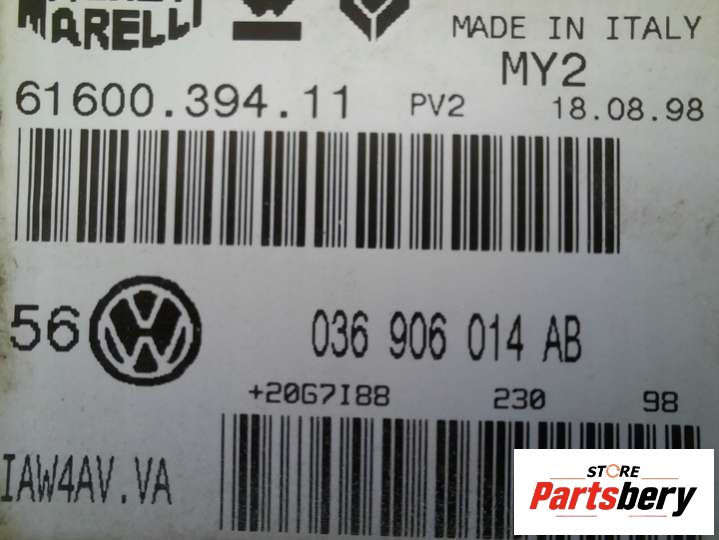 MARELLI
MADE IN ITALY
MY2
61600.394.11 PV2 18.08.98
56 036 906 014 AB
+20G7I88 230 98
IAW4AV.VA
STORE
Partsbery